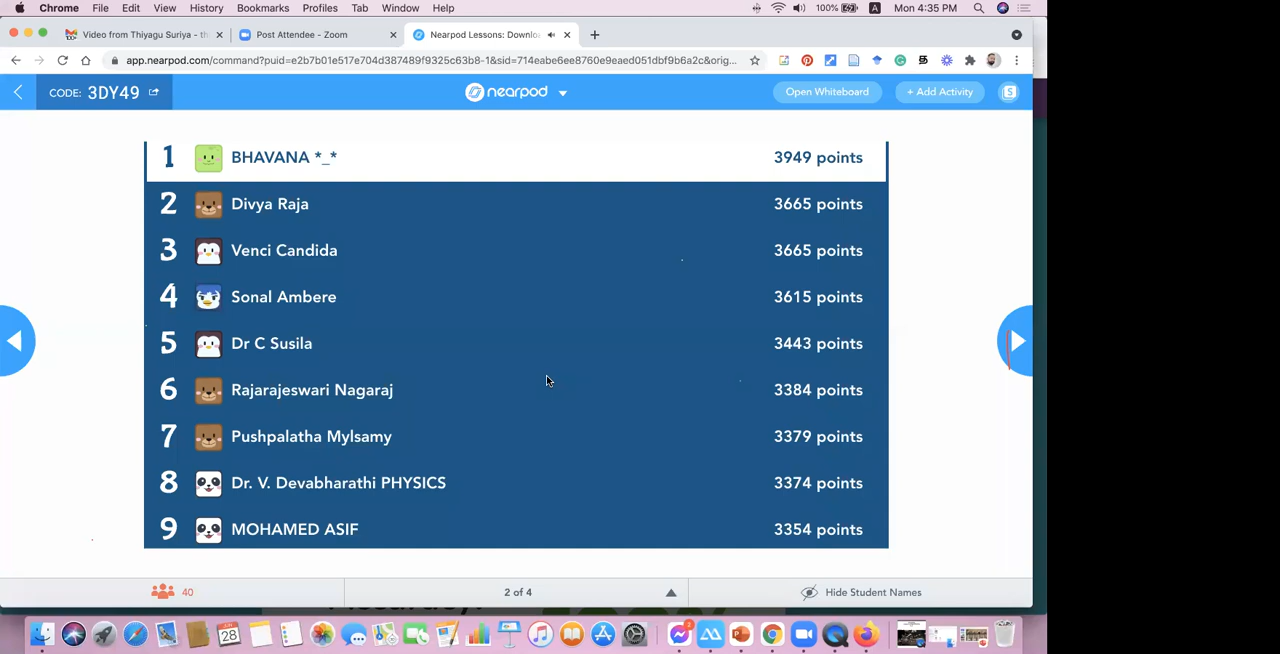 Chrome File Edit View History Bookmarks Profiles Tab Window Help 100% A Mon 4:35 PM
Video from Thiyagu Suriya - th Post Attendee - Zoom Nearpod Lessons: Downlo
app.nearpod.com/command?puid=e2b7b01e517e704d387489f9325c63b8-1&sid=714eabe6ee8760e9eaed051dbf9b6a2c&orig...
CODE: 3DY49 nearpod Open Whiteboard + Add Activity S
1 BHAVANA *_* 3949 points
2 Divya Raja 3665 points
3 Venci Candida 3665 points
4 Sonal Ambere 3615 points
5 Dr C Susila 3443 points
6 Rajarajeswari Nagaraj 3384 points
7 Pushpalatha Mylsamy 3379 points
8 Dr. V. Devabharathi PHYSICS 3374 points
9 MOHAMED ASIF 3354 points
40 2 of 4 Hide Student Names
28 2